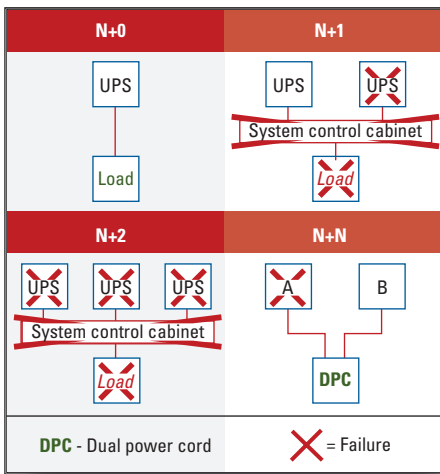 N+0
N+1
UPS
UPS
UPS
System control cabinet
Load
Load
N+2
N+N
UPS
UPS
UPS
A
B
System control cabinet
Load
DPC
DPC - Dual power cord
= Failure